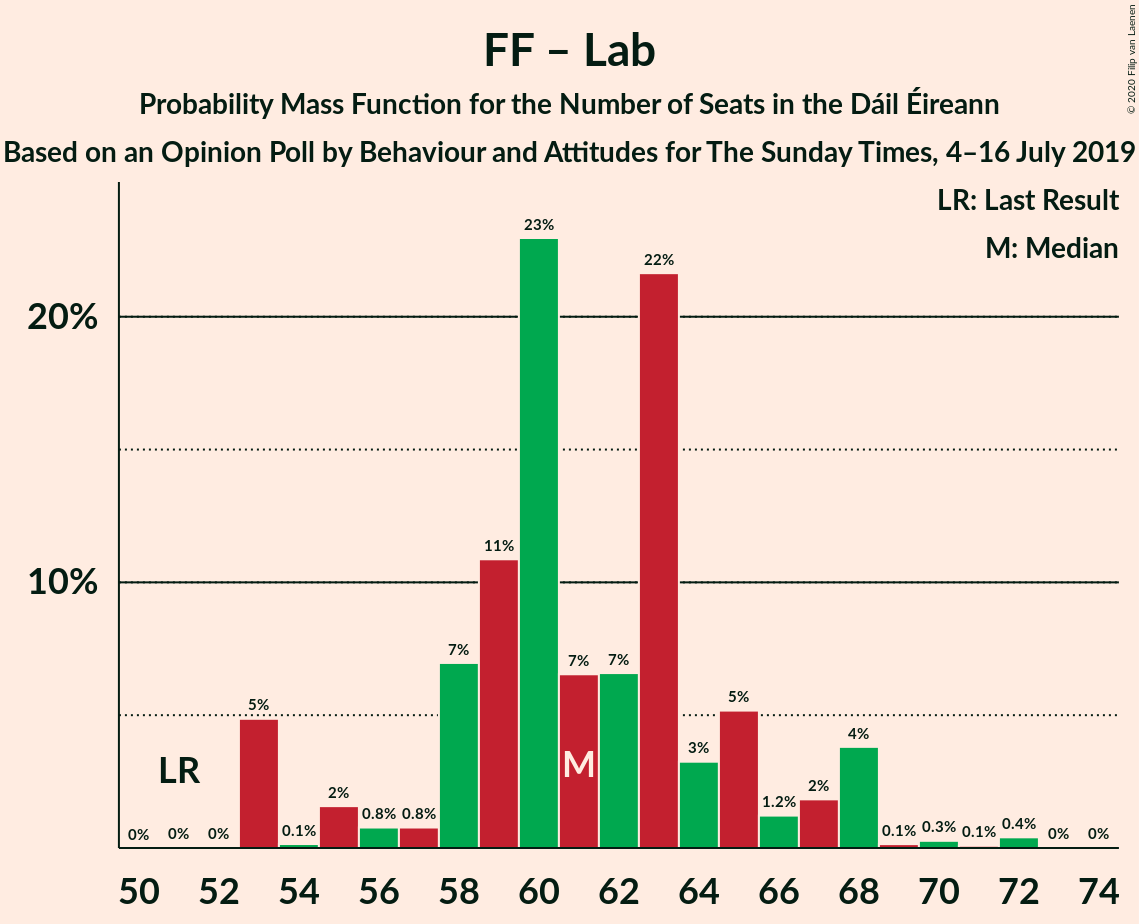 FF – Lab
Probability Mass Function for the Number of Seats in the Dáil Éireann
Based on an Opinion Poll by Behaviour and Attitudes for The Sunday Times, 4–16 July 2019
© 2020 Filip van Laenen
LR: Last Result
M: Median
20%
10%
0% 0% 0% 5% 0.1% 2% 0.8% 0.8% 7% 11% 23% 7% 7% 22% 3% 5% 1.2% 2% 4% 0.1% 0.3% 0.1% 0.4% 0% 0%
LR M
50 52 54 56 58 60 62 64 66 68 70 72 74